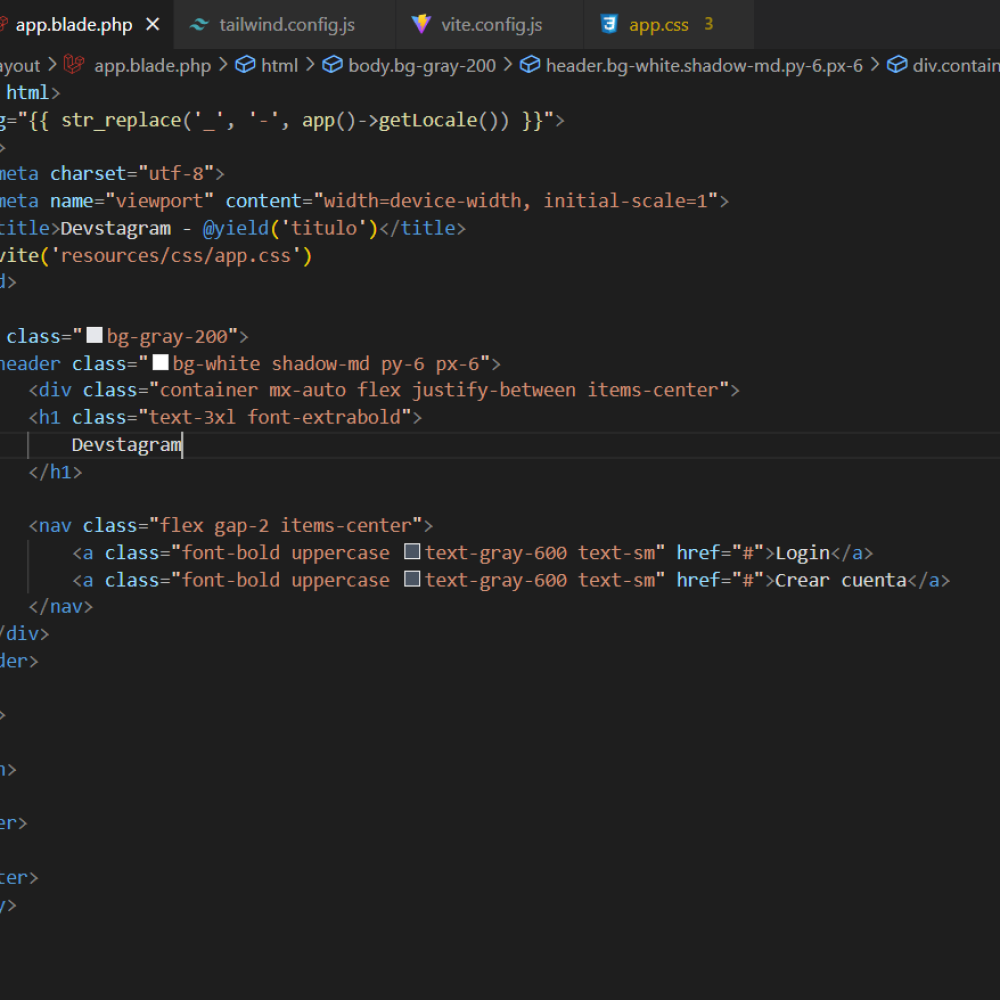 app.blade.php tailwind.config.js vite.config.js app.css 3
ayout > app.blade.php > html > body.bg-gray-200 > header.bg-white.shadow-md.py-6.px-6 > div.contain
html>
g="{{ str_replace('_', '-', app()->getLocale()) }}">
>
meta charset="utf-8">
meta name="viewport" content="width=device-width, initial-scale=1">
title>Devstagram - @yield('titulo')</title>
vite('resources/css/app.css')
d>
class="bg-gray-200">
header class="bg-white shadow-md py-6 px-6">
<div class="container mx-auto flex justify-between items-center">
<h1 class="text-3xl font-extrabold">
Devstagram
</h1>
<nav class="flex gap-2 items-center">
<a class="font-bold uppercase text-gray-600 text-sm" href="#">Login</a>
<a class="font-bold uppercase text-gray-600 text-sm" href="#">Crear cuenta</a>
</nav>
/div>
der>
>
n>
er>
ter>
y>